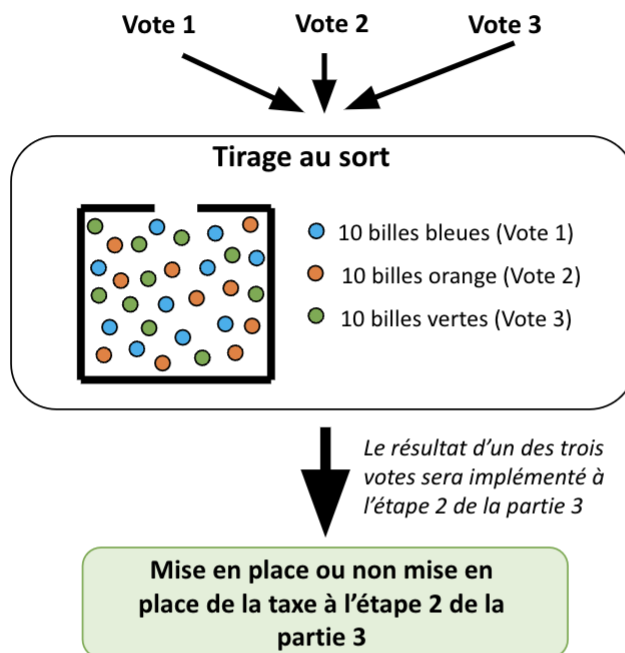 Vote 1
Vote 2
Vote 3
Tirage au sort
10 billes bleues (Vote 1)
10 billes orange (Vote 2)
10 billes vertes (Vote 3)
Le résultat d'un des trois
votes sera implémenté à
l'étape 2 de la partie 3
Mise en place ou non mise en
place de la taxe à l'étape 2 de la
partie 3